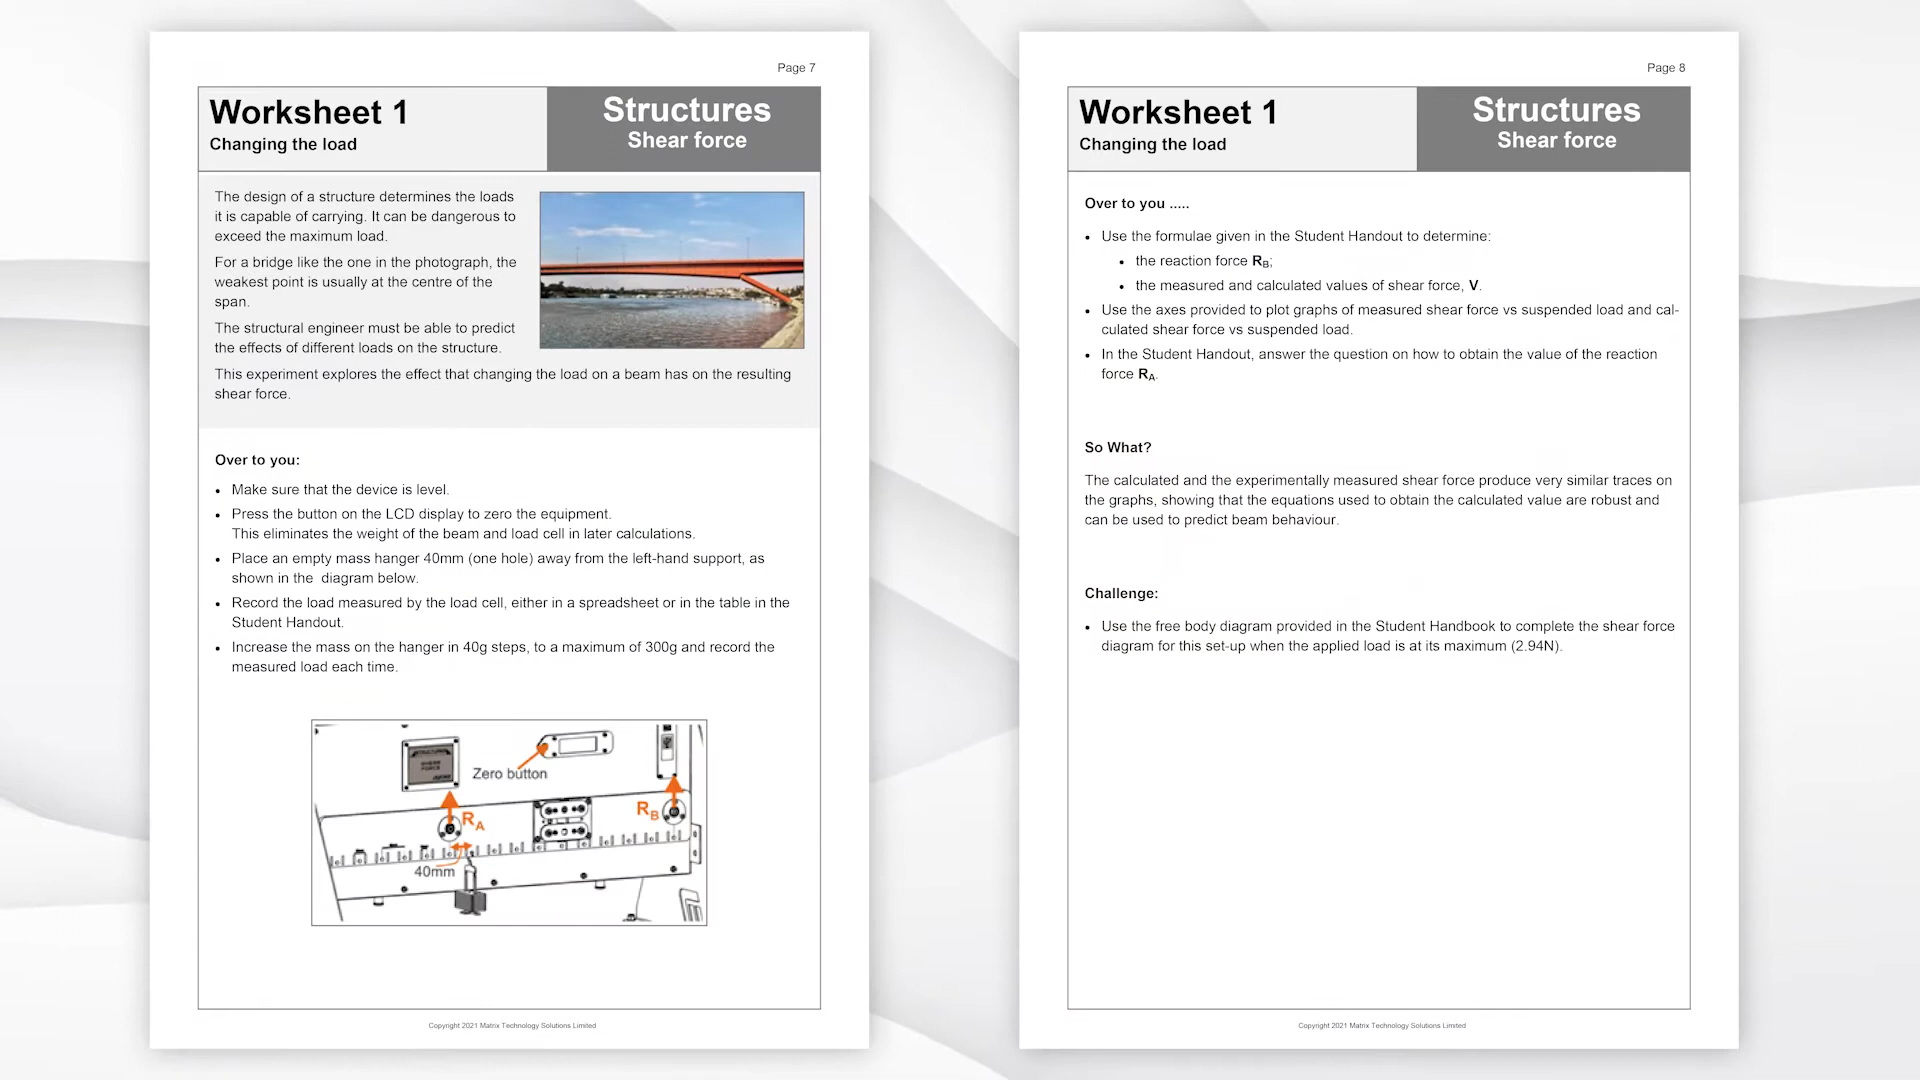 Page 7
Worksheet 1
Changing the load
Structures
Shear force
The design of a structure determines the loads
it is capable of carrying. It can be dangerous to
exceed the maximum load.
For a bridge like the one in the photograph, the
weakest point is usually at the centre of the
span.
The structural engineer must be able to predict
the effects of different loads on the structure.
This experiment explores the effect that changing the load on a beam has on the resulting
shear force.
Over to you:
• Make sure that the device is level.
• Press the button on the LCD display to zero the equipment.
This eliminates the weight of the beam and load cell in later calculations.
• Place an empty mass hanger 40mm (one hole) away from the left-hand support, as
shown in the diagram below.
• Record the load measured by the load cell, either in a spreadsheet or in the table in the
Student Handout.
• Increase the mass on the hanger in 40g steps, to a maximum of 300g and record the
measured load each time.
STRUCTURES
SHEAR
FORCE
Zero button
RA
RB
40mm
Copyright 2021 Matrix Technology Solutions Limited
Page 8
Worksheet 1
Changing the load
Structures
Shear force
Over to you .....
• Use the formulae given in the Student Handout to determine:
• the reaction force RB;
• the measured and calculated values of shear force, V.
• Use the axes provided to plot graphs of measured shear force vs suspended load and cal-
culated shear force vs suspended load.
• In the Student Handout, answer the question on how to obtain the value of the reaction
force RA.
So What?
The calculated and the experimentally measured shear force produce very similar traces on
the graphs, showing that the equations used to obtain the calculated value are robust and
can be used to predict beam behaviour.
Challenge:
• Use the free body diagram provided in the Student Handbook to complete the shear force
diagram for this set-up when the applied load is at its maximum (2.94N).
Copyright 2021 Matrix Technology Solutions Limited